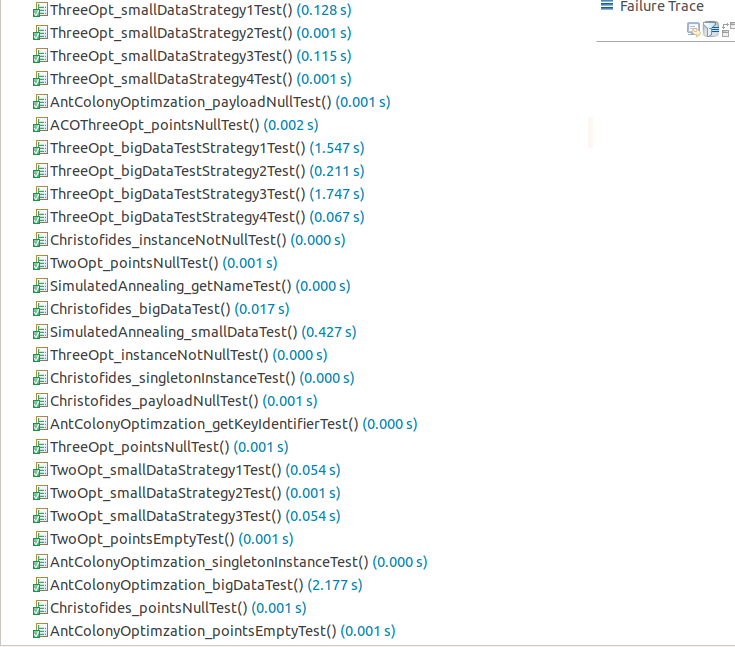 Failure Trace
ThreeOpt_smallDataStrategy1Test() (0.128 s)
ThreeOpt_smallDataStrategy2Test() (0.001 s)
ThreeOpt_smallDataStrategy3Test() (0.115 s)
ThreeOpt_smallDataStrategy4Test() (0.001 s)
AntColonyOptimzation_payloadNullTest() (0.001 s)
ACOThreeOpt_pointsNullTest() (0.002 s)
ThreeOpt_bigDataTestStrategy1Test() (1.547 s)
ThreeOpt_bigDataTestStrategy2Test() (0.211 s)
ThreeOpt_bigDataTestStrategy3Test() (1.747 s)
ThreeOpt_bigDataTestStrategy4Test() (0.067 s)
Christofides_instanceNotNullTest() (0.000 s)
TwoOpt_pointsNullTest() (0.001 s)
SimulatedAnnealing_getNameTest() (0.000 s)
Christofides_bigDataTest() (0.017 s)
SimulatedAnnealing_smallDataTest() (0.427 s)
ThreeOpt_instanceNotNullTest() (0.000 s)
Christofides_singletonInstanceTest() (0.000 s)
Christofides_payloadNullTest() (0.001 s)
AntColonyOptimzation_getKeyIdentifierTest() (0.000 s)
ThreeOpt_pointsNullTest() (0.001 s)
TwoOpt_smallDataStrategy1Test() (0.054 s)
TwoOpt_smallDataStrategy2Test() (0.001 s)
TwoOpt_smallDataStrategy3Test() (0.054 s)
TwoOpt_pointsEmptyTest() (0.001 s)
AntColonyOptimzation_singletonInstanceTest() (0.000 s)
AntColonyOptimzation_bigDataTest() (2.177 s)
Christofides_pointsNullTest() (0.001 s)
AntColonyOptimzation_pointsEmptyTest() (0.001 s)